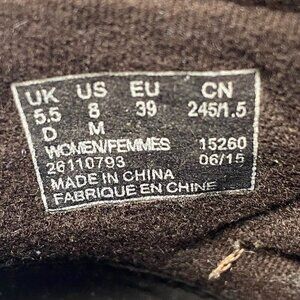 UK US EU CN
5.5 8 39 245/1.5
D M
WOMEN/FEMMES 15260
26110793 06/15
MADE IN CHINA
FABRIQUE EN CHINE